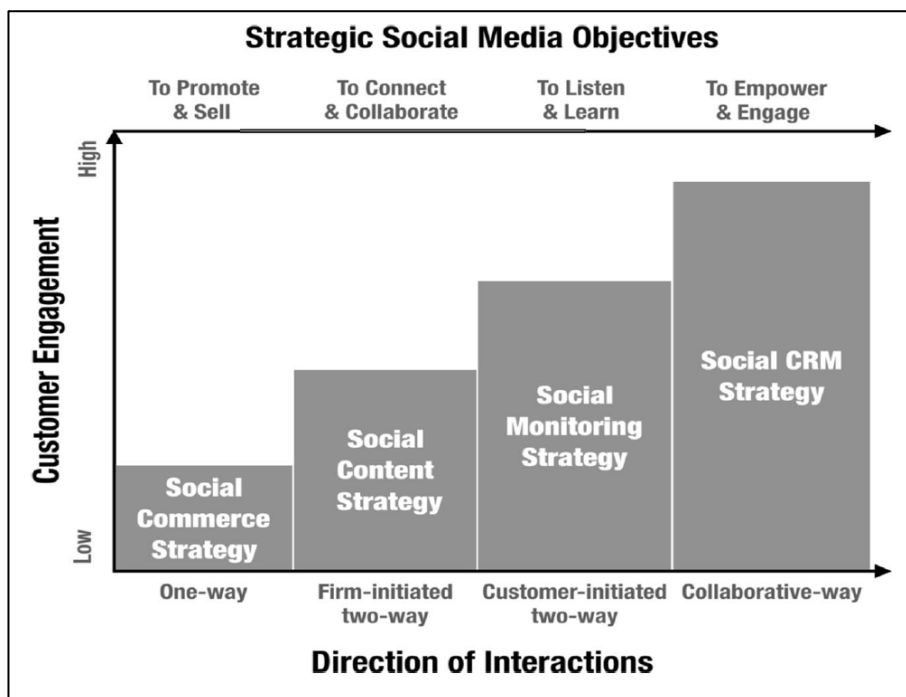 Strategic Social Media Objectives
To Promote
& Sell
To Connect
& Collaborate
To Listen
& Learn
To Empower
& Engage
High
Customer Engagement
Low
Social
Commerce
Strategy
Social
Content
Strategy
Social
Monitoring
Strategy
Social CRM
Strategy
One-way
Firm-initiated
two-way
Customer-initiated
two-way
Collaborative-way
Direction of Interactions